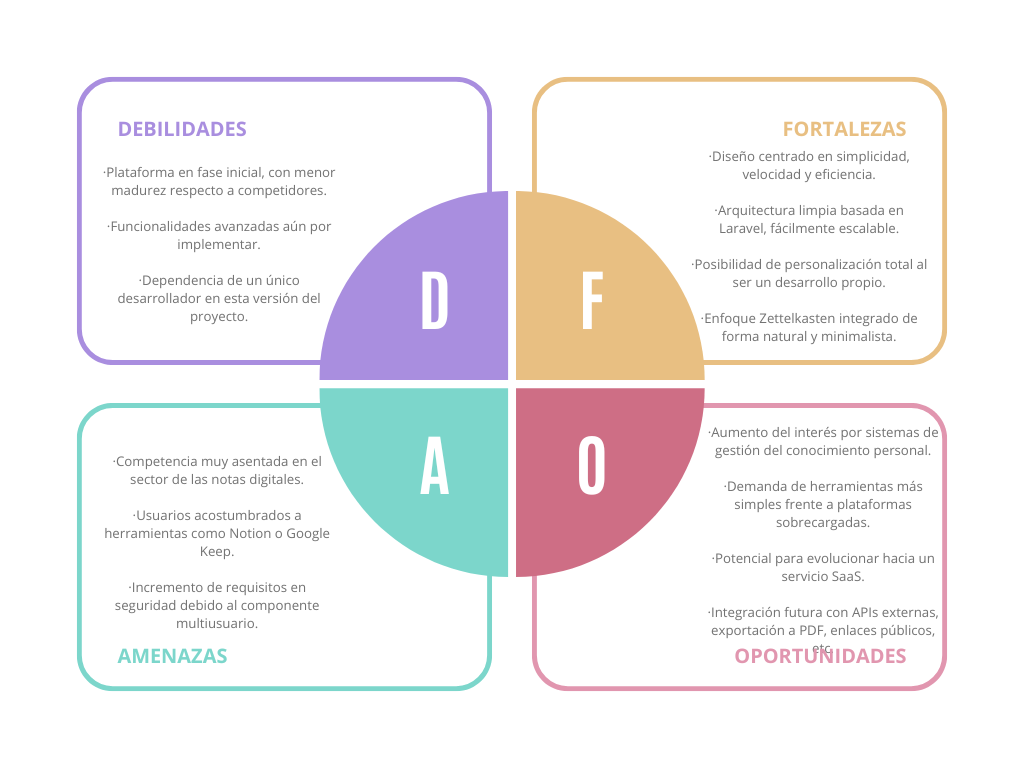 DEBILIDADES
·Plataforma en fase inicial, con menor
madurez respecto a competidores.
·Funcionalidades avanzadas aún por
implementar.
·Dependencia de un único
desarrollador en esta versión del
proyecto.
FORTALEZAS
·Diseño centrado en simplicidad,
velocidad y eficiencia.
·Arquitectura limpia basada en
Laravel, fácilmente escalable.
·Posibilidad de personalización total al
ser un desarrollo propio.
·Enfoque Zettelkasten integrado de
forma natural y minimalista.
D
F
A
O
·Competencia muy asentada en el
sector de las notas digitales.
·Usuarios acostumbrados a
herramientas como Notion o Google
Keep.
·Incremento de requisitos en
seguridad debido al componente
multiusuario.
AMENAZAS
·Aumento del interés por sistemas de
gestión del conocimiento personal.
·Demanda de herramientas más
simples frente a plataformas
sobrecargadas.
·Potencial para evolucionar hacia un
servicio SaaS.
·Integración futura con APIs externas,
exportación a PDF, enlaces públicos,
etc.
OPORTUNIDADES